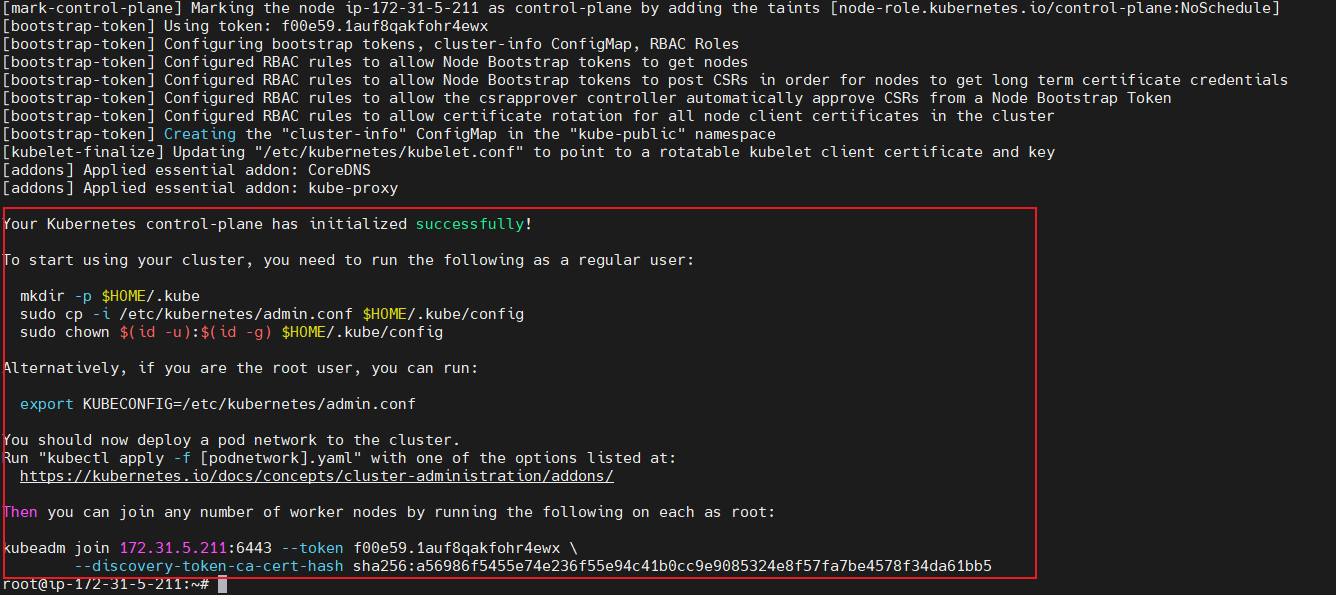 [mark-control-plane] Marking the node ip-172-31-5-211 as control-plane by adding the taints [node-role.kubernetes.io/control-plane:NoSchedule]
[bootstrap-token] Using token: f00e59.1auf8qakfohr4ewx
[bootstrap-token] Configuring bootstrap tokens, cluster-info ConfigMap, RBAC Roles
[bootstrap-token] Configured RBAC rules to allow Node Bootstrap tokens to get nodes
[bootstrap-token] Configured RBAC rules to allow Node Bootstrap tokens to post CSRs in order for nodes to get long term certificate credentials
[bootstrap-token] Configured RBAC rules to allow the csrapprover controller automatically approve CSRs from a Node Bootstrap Token
[bootstrap-token] Configured RBAC rules to allow certificate rotation for all node client certificates in the cluster
[bootstrap-token] Creating the "cluster-info" ConfigMap in the "kube-public" namespace
[kubelet-finalize] Updating "/etc/kubernetes/kubelet.conf" to point to a rotatable kubelet client certificate and key
[addons] Applied essential addon: CoreDNS
[addons] Applied essential addon: kube-proxy
Your Kubernetes control-plane has initialized successfully!
To start using your cluster, you need to run the following as a regular user:
mkdir -p $HOME/.kube
sudo cp -i /etc/kubernetes/admin.conf $HOME/.kube/config
sudo chown $(id -u):$(id -g) $HOME/.kube/config
Alternatively, if you are the root user, you can run:
export KUBECONFIG=/etc/kubernetes/admin.conf
You should now deploy a pod network to the cluster.
Run "kubectl apply -f [podnetwork].yaml" with one of the options listed at:
https://kubernetes.io/docs/concepts/cluster-administration/addons/
Then you can join any number of worker nodes by running the following on each as root:
kubeadm join 172.31.5.211:6443 --token f00e59.1auf8qakfohr4ewx \
--discovery-token-ca-cert-hash sha256:a56986f5455e74e236f55e94c41b0cc9e9085324e8f57fa7be4578f34da61bb5
root@ip-172-31-5-211:~#